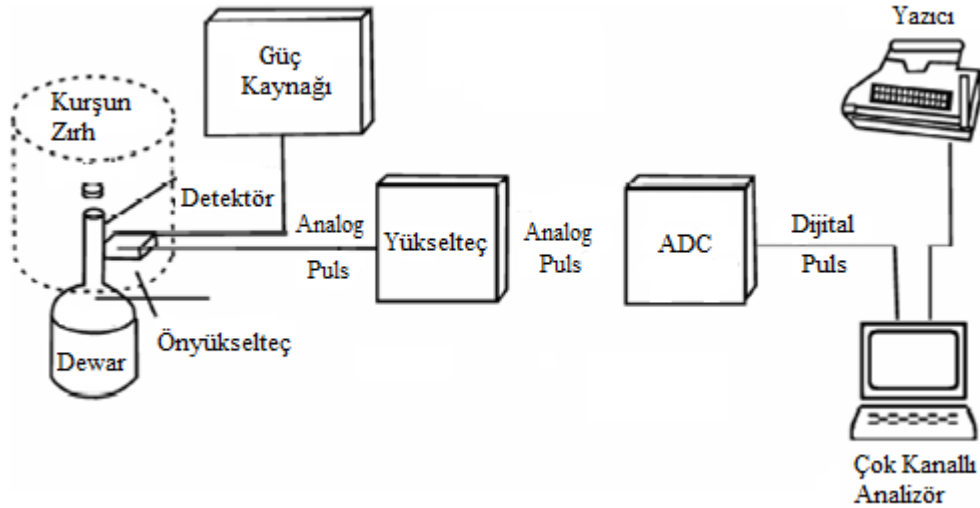 Yazıcı
Güç
Kaynağı
Kurşun
Zırh
Detektör
Analog
Puls
Yükselteç
Analog
Puls
ADC
Dijital
Puls
Önyükselteç
Dewar
Çok Kanallı
Analizör